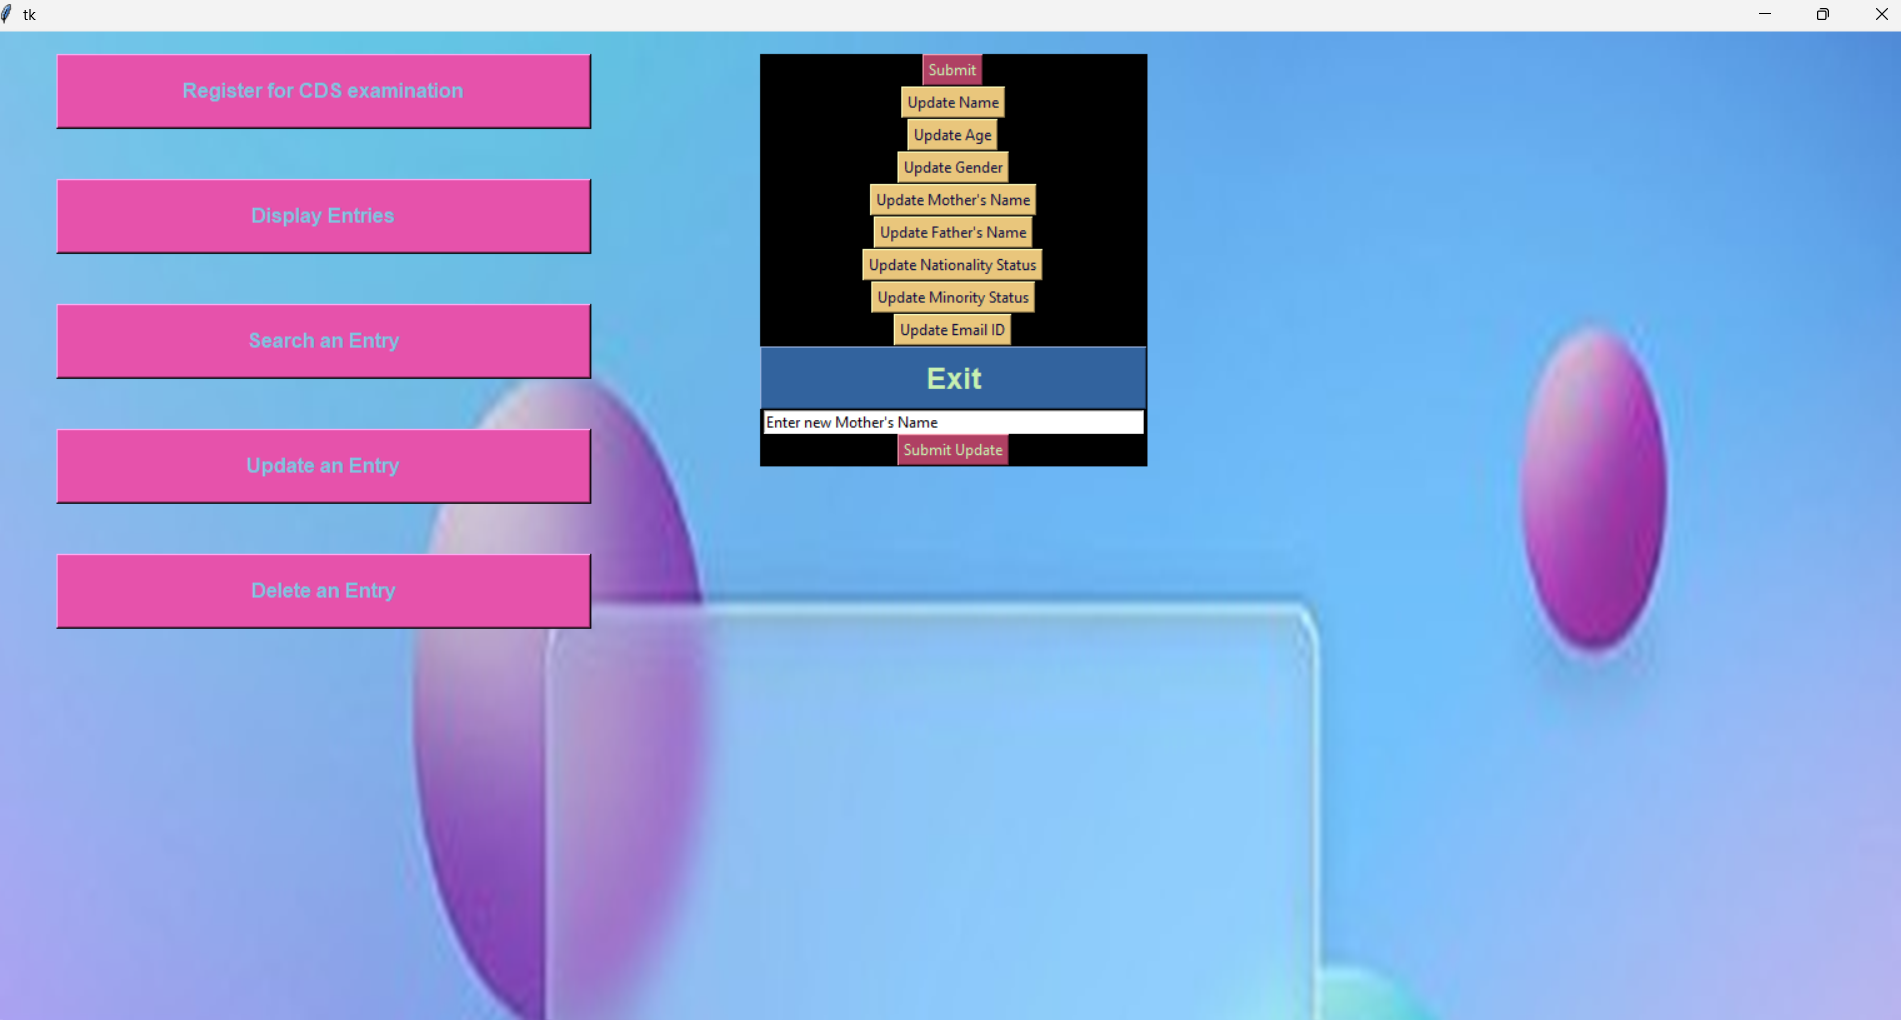 tk
Register for CDS examination
Display Entries
Search an Entry
Update an Entry
Delete an Entry
Submit
Update Name
Update Age
Update Gender
Update Mother's Name
Update Father's Name
Update Nationality Status
Update Minority Status
Update Email ID
Exit
Enter new Mother's Name
Submit Update